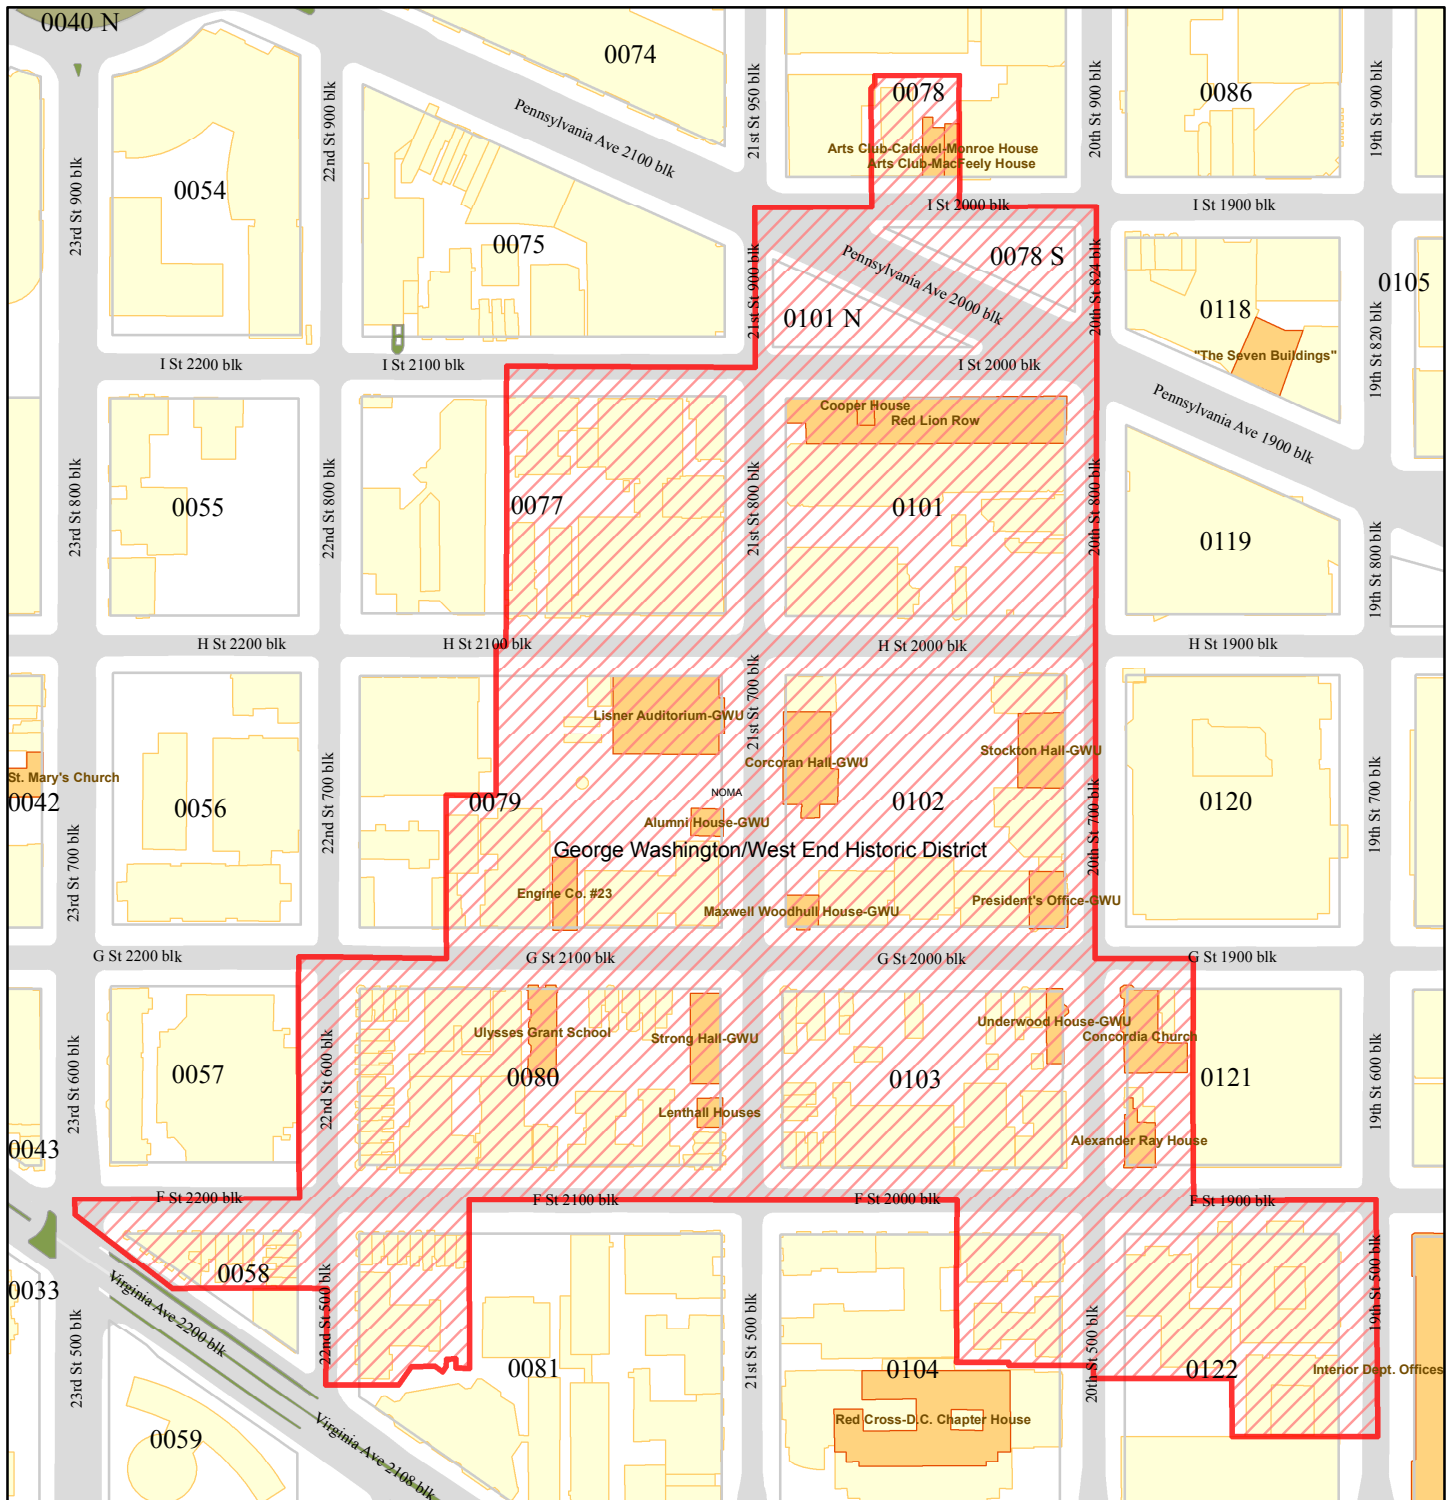 0040 N
0074
0078
0086
23rd St 900 blk
22nd St 900 blk
Pennsylvania Ave 2100 blk
21st St 950 blk
20th St 900 blk
19th St 900 blk
Arts Club-Caldwel-Monroe House
Arts Club-MacFeely House
0054
0075
I St 2000 blk
I St 1900 blk
21st St 900 blk
Pennsylvania Ave 2000 blk
0078 S
20th St 824 blk
0101 N
0118
0105
"The Seven Buildings"
19th St 820 blk
I St 2200 blk
I St 2100 blk
I St 2000 blk
Pennsylvania Ave 1900 blk
Cooper House
Red Lion Row
23rd St 800 blk
0055
22nd St 800 blk
0077
21st St 800 blk
0101
20th St 800 blk
0119
19th St 800 blk
H St 2200 blk
H St 2100 blk
H St 2000 blk
H St 1900 blk
Lisner Auditorium-GWU
21st St 700 blk
Corcoran Hall-GWU
Stockton Hall-GWU
St. Mary's Church
0042
0056
22nd St 700 blk
0079
NOMA
0102
0120
19th St 700 blk
Alumni House-GWU
George Washington/West End Historic District
20th St 700 blk
23rd St 700 blk
Engine Co. #23
Maxwell Woodhull House-GWU
President's Office-GWU
G St 2200 blk
G St 2100 blk
G St 2000 blk
G St 1900 blk
Ulysses Grant School
Strong Hall-GWU
Underwood House-GWU
Concordia Church
23rd St 600 blk
0057
22nd St 600 blk
0080
0103
0121
19th St 600 blk
Lenthall Houses
Alexander Ray House
0043
F St 2200 blk
F St 2100 blk
F St 2000 blk
F St 1900 blk
0058
0033
Virginia Ave 2200 blk
22nd St 500 blk
19th St 500 blk
23rd St 500 blk
0081
21st St 500 blk
0104
20th St 500 blk
0122
Interior Dept. Offices
Red Cross-D.C. Chapter House
0059
Virginia Ave 2108 blk